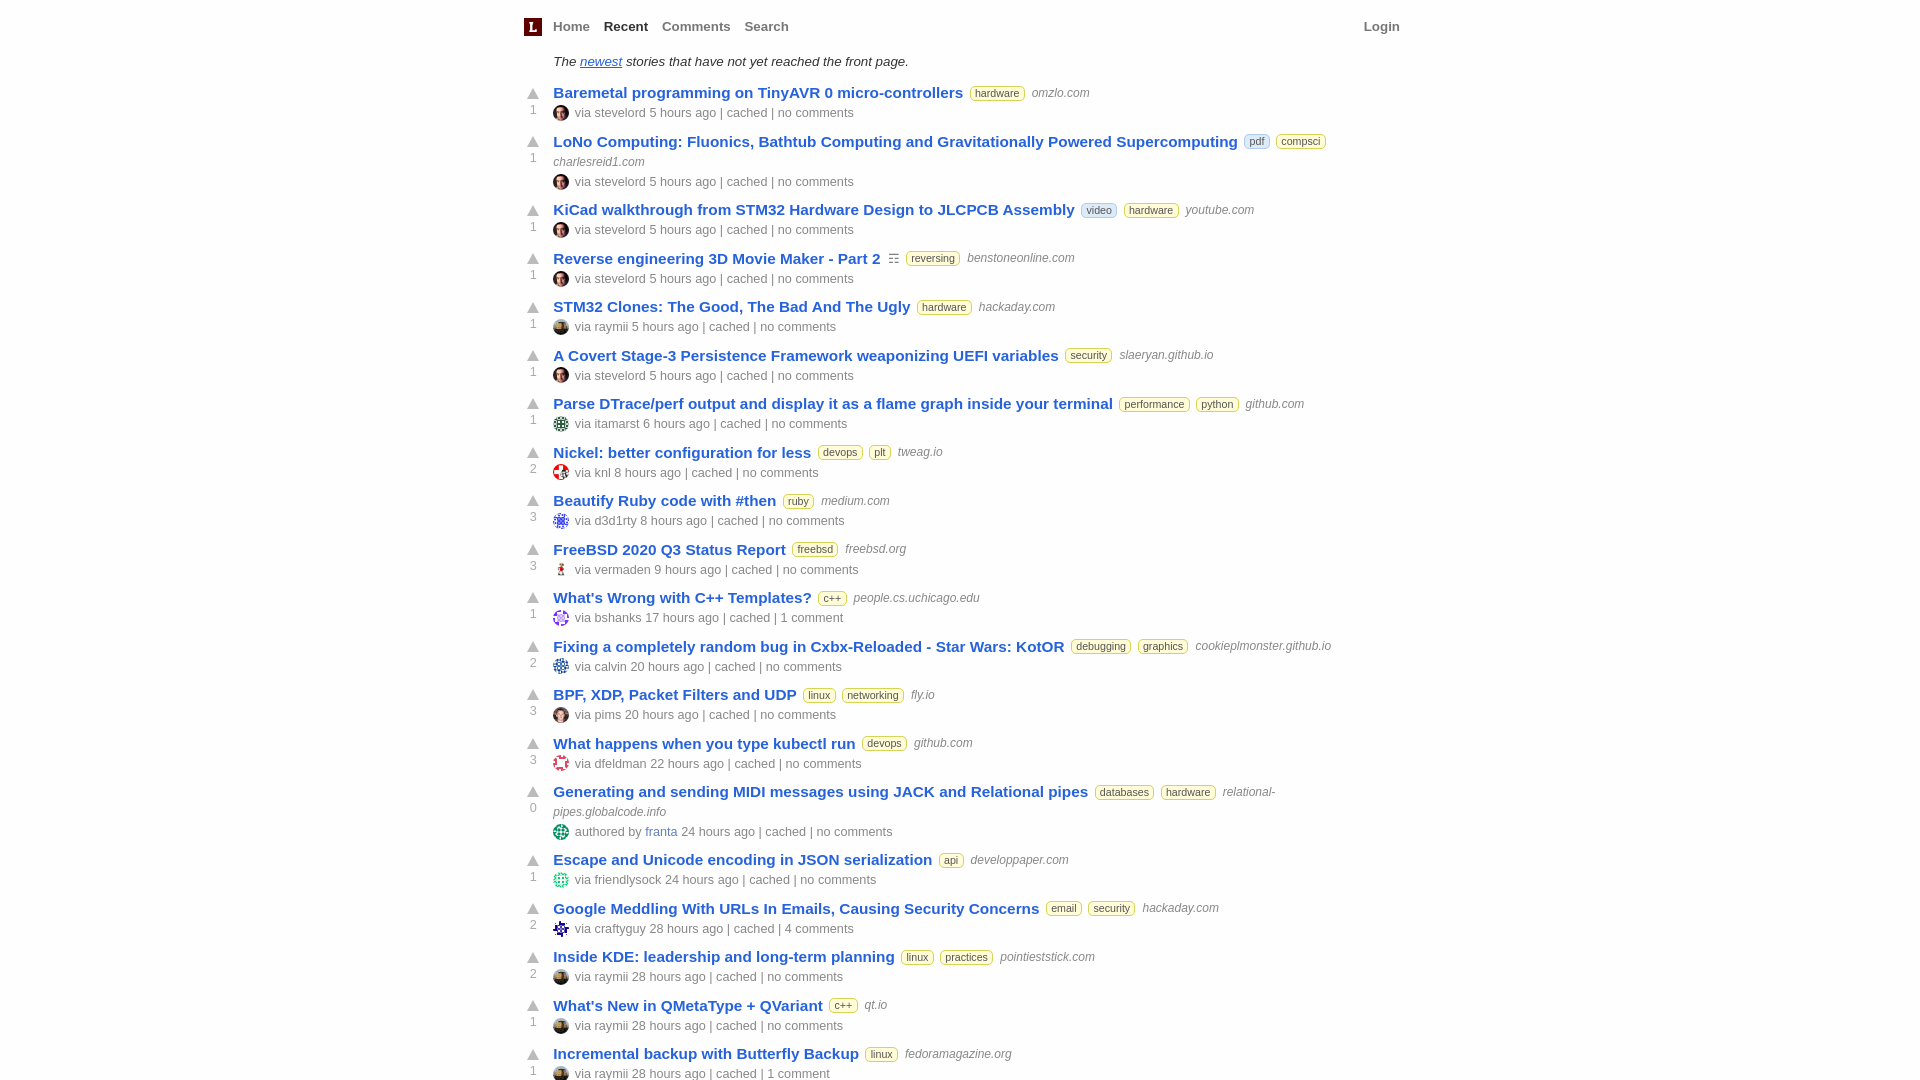 L Home Recent Comments Search Login
The newest stories that have not yet reached the front page.
Baremetal programming on TinyAVR 0 micro-controllers hardware omzlo.com
1 via stevelord 5 hours ago | cached | no comments
LoNo Computing: Fluonics, Bathtub Computing and Gravitationally Powered Supercomputing pdf compsci
1 charlesreid1.com
via stevelord 5 hours ago | cached | no comments
KiCad walkthrough from STM32 Hardware Design to JLCPCB Assembly video hardware youtube.com
1 via stevelord 5 hours ago | cached | no comments
Reverse engineering 3D Movie Maker - Part 2 ☶ reversing benstoneonline.com
1 via stevelord 5 hours ago | cached | no comments
STM32 Clones: The Good, The Bad And The Ugly hardware hackaday.com
1 via raymii 5 hours ago | cached | no comments
A Covert Stage-3 Persistence Framework weaponizing UEFI variables security slaeryan.github.io
1 via stevelord 5 hours ago | cached | no comments
Parse DTrace/perf output and display it as a flame graph inside your terminal performance python github.com
1 via itamarst 6 hours ago | cached | no comments
Nickel: better configuration for less devops plt tweag.io
2 via knl 8 hours ago | cached | no comments
Beautify Ruby code with #then ruby medium.com
3 via d3d1rty 8 hours ago | cached | no comments
FreeBSD 2020 Q3 Status Report freebsd freebsd.org
3 via vermaden 9 hours ago | cached | no comments
What's Wrong with C++ Templates? c++ people.cs.uchicago.edu
1 via bshanks 17 hours ago | cached | 1 comment
Fixing a completely random bug in Cxbx-Reloaded - Star Wars: KotOR debugging graphics cookieplmonster.github.io
2 via calvin 20 hours ago | cached | no comments
BPF, XDP, Packet Filters and UDP linux networking fly.io
3 via pims 20 hours ago | cached | no comments
What happens when you type kubectl run devops github.com
3 via dfeldman 22 hours ago | cached | no comments
Generating and sending MIDI messages using JACK and Relational pipes databases hardware relational-
0 pipes.globalcode.info
authored by franta 24 hours ago | cached | no comments
Escape and Unicode encoding in JSON serialization api developpaper.com
1 via friendlysock 24 hours ago | cached | no comments
Google Meddling With URLs In Emails, Causing Security Concerns email security hackaday.com
2 via craftyguy 28 hours ago | cached | 4 comments
Inside KDE: leadership and long-term planning linux practices pointieststick.com
2 via raymii 28 hours ago | cached | no comments
What's New in QMetaType + QVariant c++ qt.io
1 via raymii 28 hours ago | cached | no comments
Incremental backup with Butterfly Backup linux fedoramagazine.org
1 via raymii 28 hours ago | cached | 1 comment